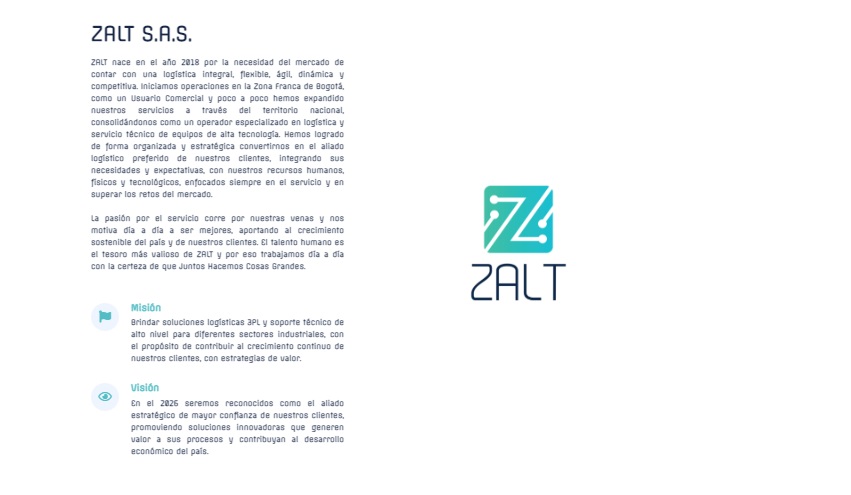 ZALT S.A.S.
ZALT nace en el año 2018 por la necesidad del mercado de
contar con una logística integral, flexible, ágil, dinámica y
competitiva. Iniciamos operaciones en la Zona Franca de Bogotá,
como un Usuario Comercial y poco a poco hemos expandido
nuestros servicios a través del territorio nacional,
consolidándonos como un operador especializado en logística y
servicio técnico de equipos de alta tecnología. Hemos logrado
de forma organizada y estratégica convertirnos en el aliado
logístico preferido de nuestros clientes, integrando sus
necesidades y expectativas, con nuestros recursos humanos,
físicos y tecnológicos, enfocados siempre en el servicio y en
superar los retos del mercado.
La pasión por el servicio corre por nuestras venas y nos
motiva día a día a ser mejores, aportando al crecimiento
sostenible del país y de nuestros clientes. El talento humano es
el tesoro más valioso de ZALT y por eso trabajamos día a día
con la certeza de que Juntos Hacemos Cosas Grandes.
Misión
Brindar soluciones logísticas 3PL y soporte técnico de
alto nivel para diferentes sectores industriales, con
el propósito de contribuir al crecimiento continuo de
nuestros clientes, con estrategias de valor.
Visión
En el 2026 seremos reconocidos como el aliado
estratégico de mayor confianza de nuestros clientes,
promoviendo soluciones innovadoras que generen
valor a sus procesos y contribuyan al desarrollo
económico del país.
ZALT